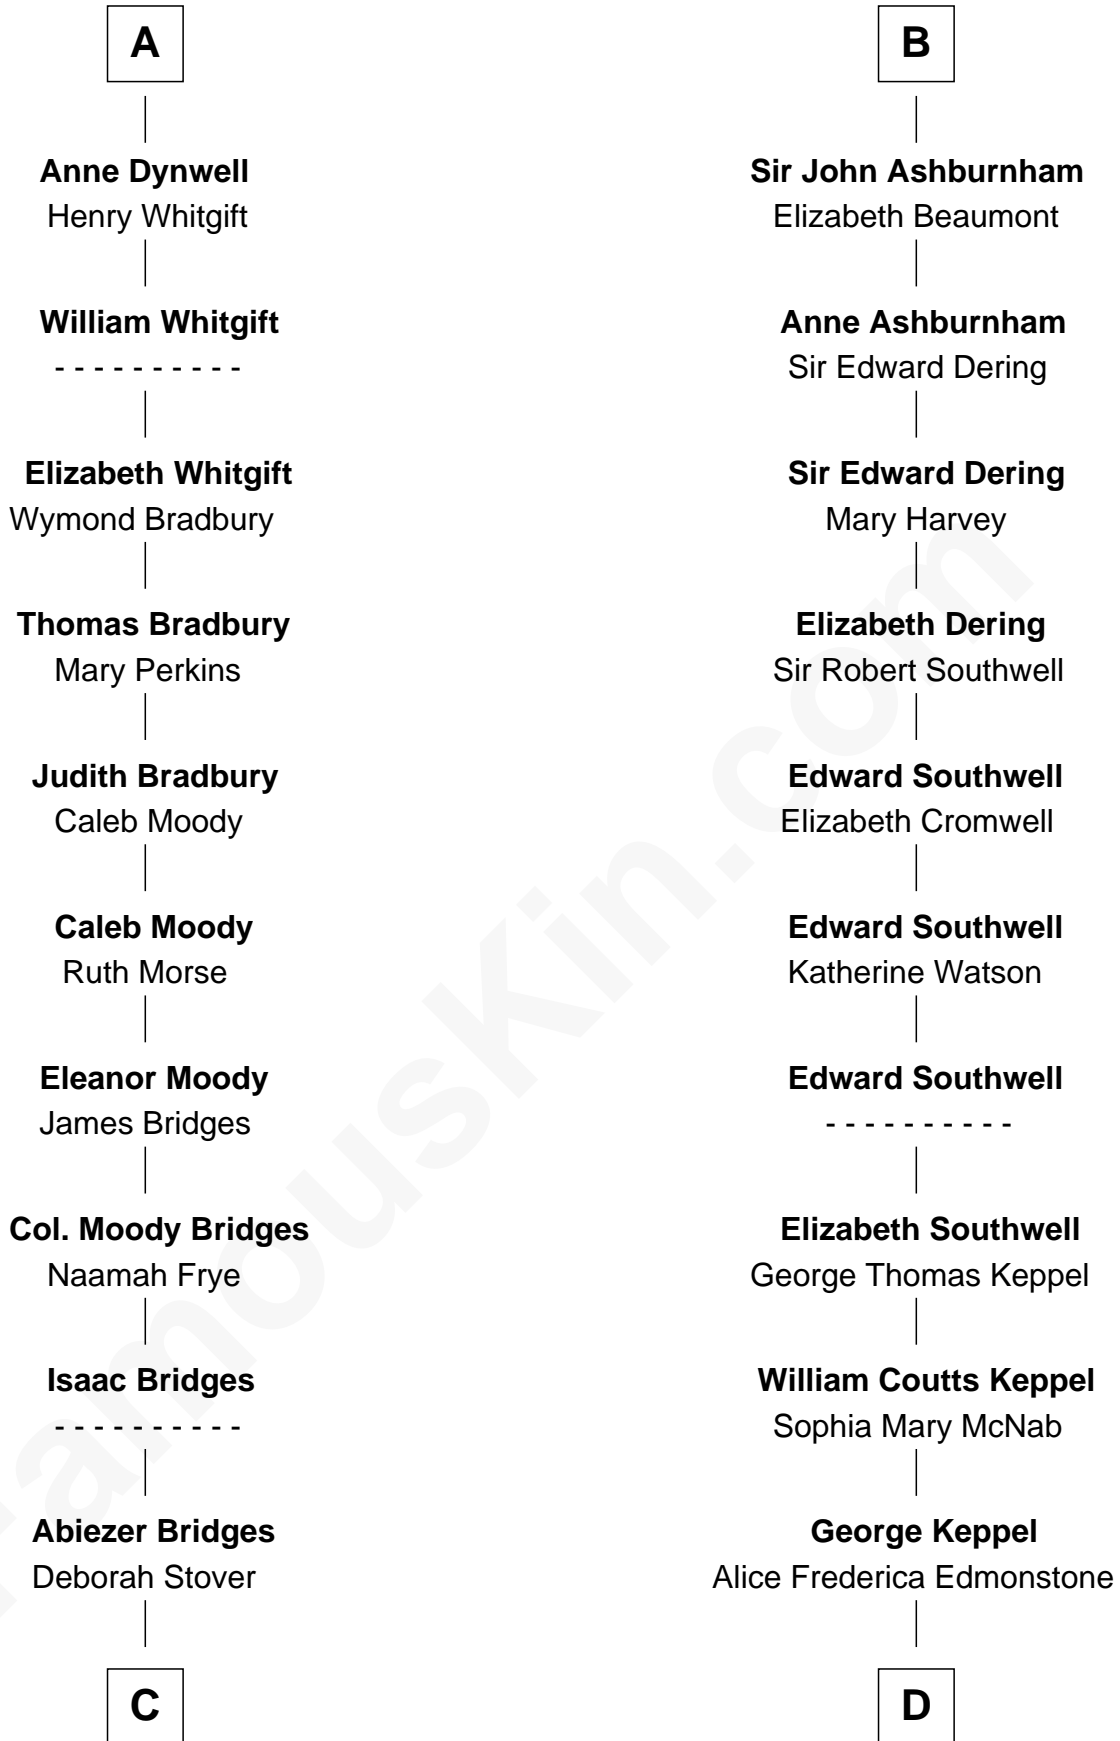 A
Anne Dynwell
Henry Whitgift
William Whitgift
- - - - - - - - - -
Elizabeth Whitgift
Wymond Bradbury
Thomas Bradbury
Mary Perkins
Judith Bradbury
Caleb Moody
Caleb Moody
Ruth Morse
Eleanor Moody
James Bridges
Col. Moody Bridges
Naamah Frye
Isaac Bridges
- - - - - - - - - -
Abiezer Bridges
Deborah Stover
C
B
Sir John Ashburnham
Elizabeth Beaumont
Anne Ashburnham
Sir Edward Dering
Sir Edward Dering
Mary Harvey
Elizabeth Dering
Sir Robert Southwell
Edward Southwell
Elizabeth Cromwell
Edward Southwell
Katherine Watson
Edward Southwell
- - - - - - - - - -
Elizabeth Southwell
George Thomas Keppel
William Coutts Keppel
Sophia Mary McNab
George Keppel
Alice Frederica Edmonstone
D
FamousKin.com